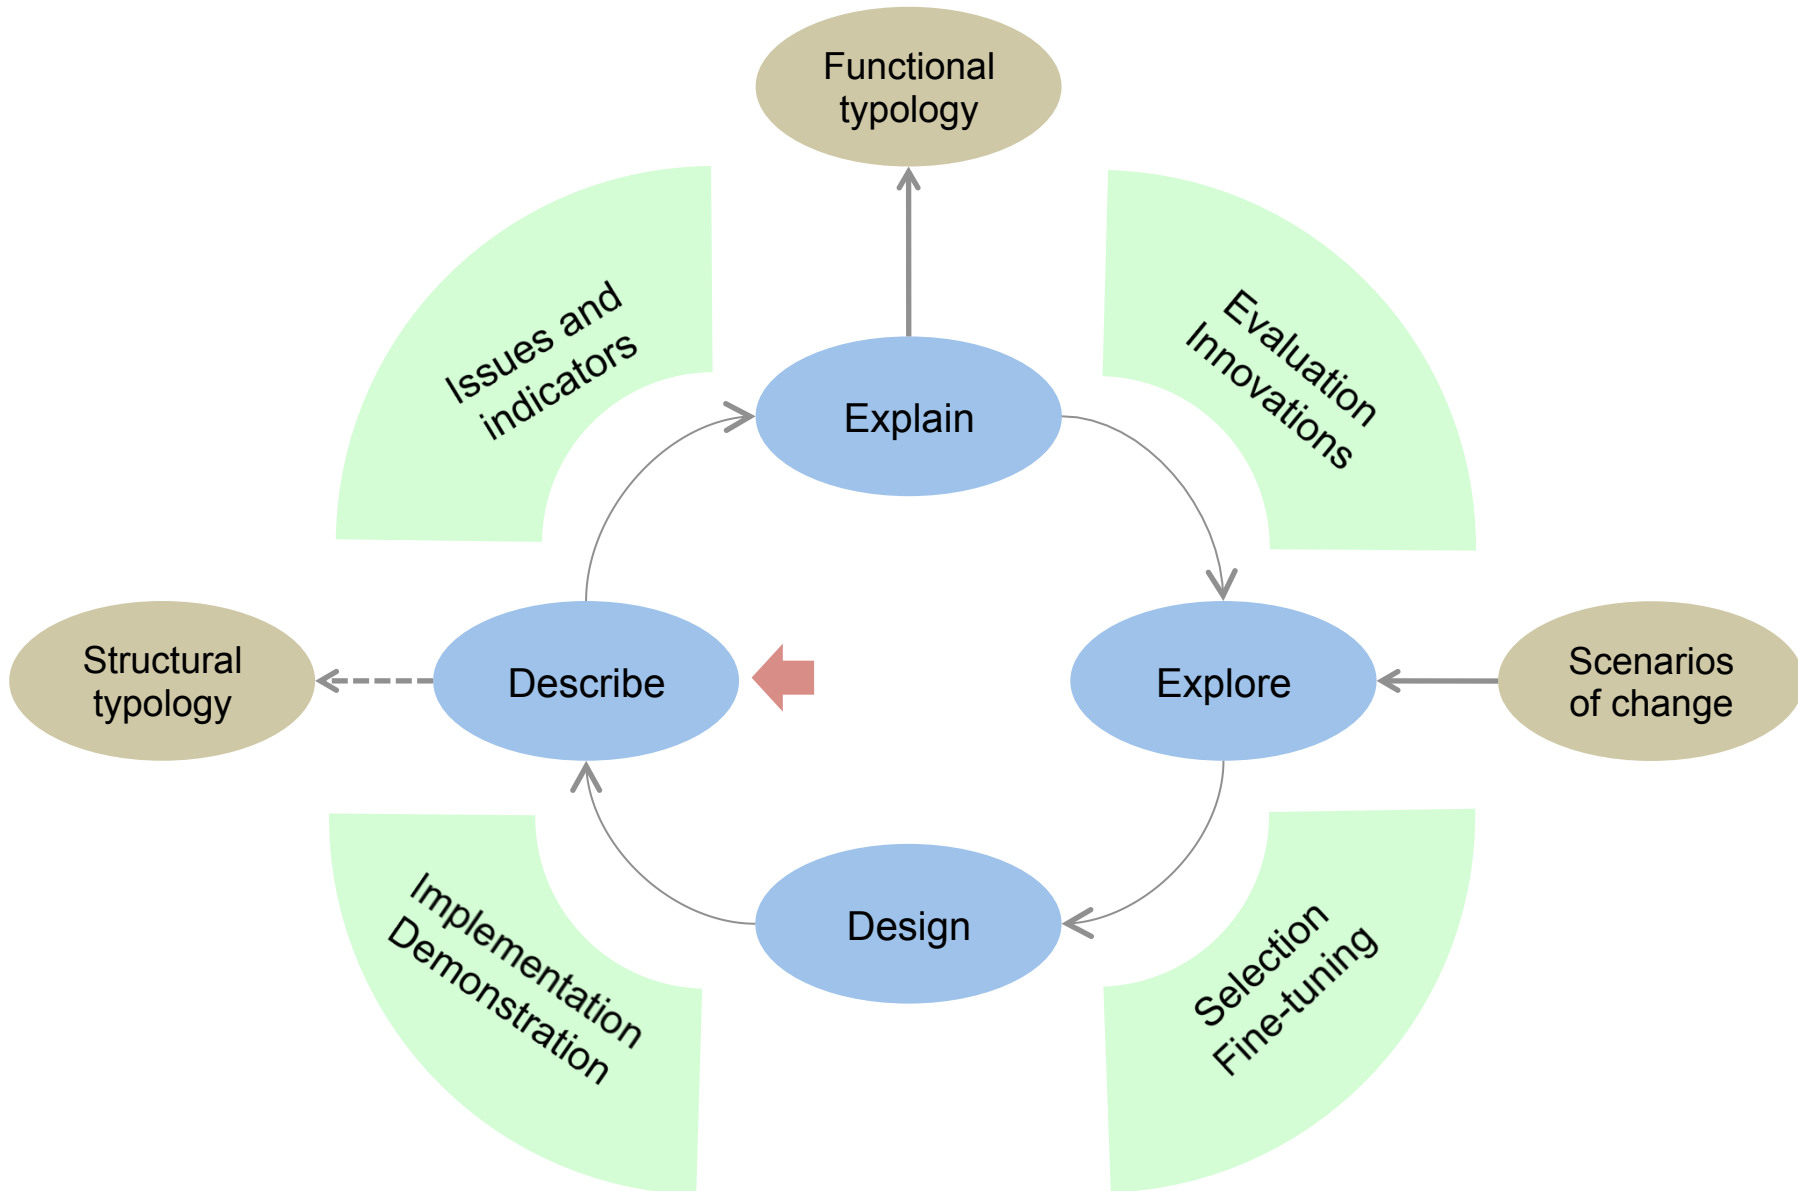 Functional
typology
Issues and
indicators
Evaluation
Innovations
Explain
Structural
typology
Describe
Explore
Scenarios
of change
Implementation
Demonstration
Design
Selection
Fine-tuning